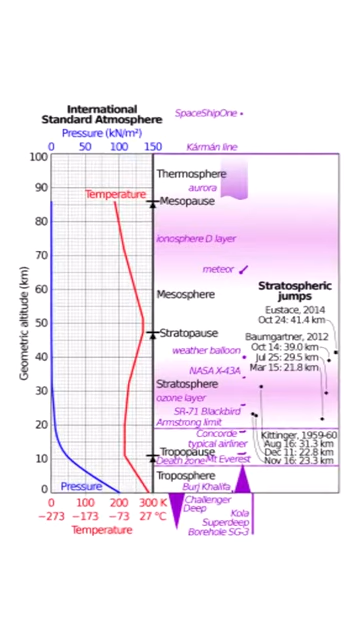 International
Standard Atmosphere
Pressure (kN/m²)
0 50 100 150
SpaceShipOne
Kármán line
100
90
80
70
60
50
40
30
20
10
0
Geometric altitude (km)
Temperature
Pressure
Thermosphere
aurora
Mesopause
ionosphere D layer
meteor
Mesosphere
Stratospheric
jumps
Eustace, 2014
Oct 24: 41.4 km
Stratopause
Baumgartner, 2012
Oct 14: 39.0 km
Jul 25: 29.5 km
Mar 15: 21.8 km
weather balloon
NASA X-43A
Stratosphere
ozone layer
SR-71 Blackbird
Armstrong limit
Concorde
typical airliner
Kittinger, 1959-60
Aug 16: 31.3 km
Dec 11: 22.8 km
Nov 16: 23.3 km
Tropopause
Death zone
Mt Everest
Troposphere
Burj Khalifa
0 100 200 300 K
−273 −173 −73 27 °C
Temperature
Challenger
Deep
Kola
Superdeep
Borehole SG-3